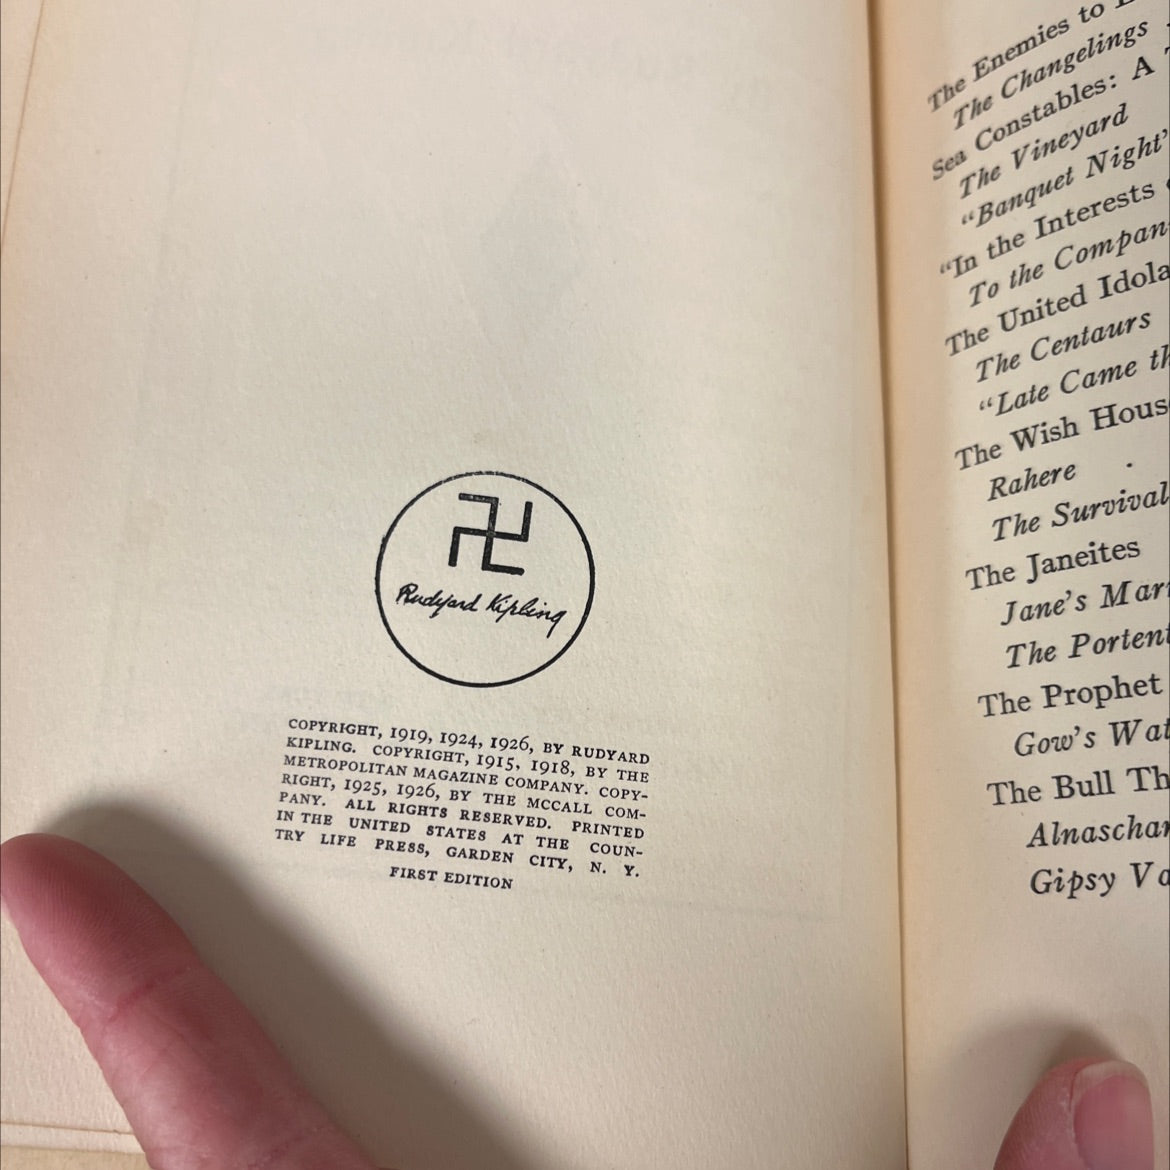 Rudyard Kipling
COPYRIGHT, 1919, 1924, 1926, BY RUDYARD
KIPLING. COPYRIGHT, 1915, 1918, BY THE
METROPOLITAN MAGAZINE COMPANY. COPY-
RIGHT, 1925, 1926, BY THE MCCALL COM-
PANY. ALL RIGHTS RESERVED. PRINTED
IN THE UNITED STATES AT THE COUN-
TRY LIFE PRESS, GARDEN CITY, N. Y.
FIRST EDITION
The Enemies to
The Changelings
Sea Constables: A
The Vineyard
"Banquet Night"
"In the Interests
To the Compan
The United Idola
The Centaurs
"Late Came th
The Wish Hous
Rahere .
The Survival
The Janeites
Jane's Marr
The Portent
The Prophet
Gow's Wat
The Bull Th
Alnaschar
Gipsy Va